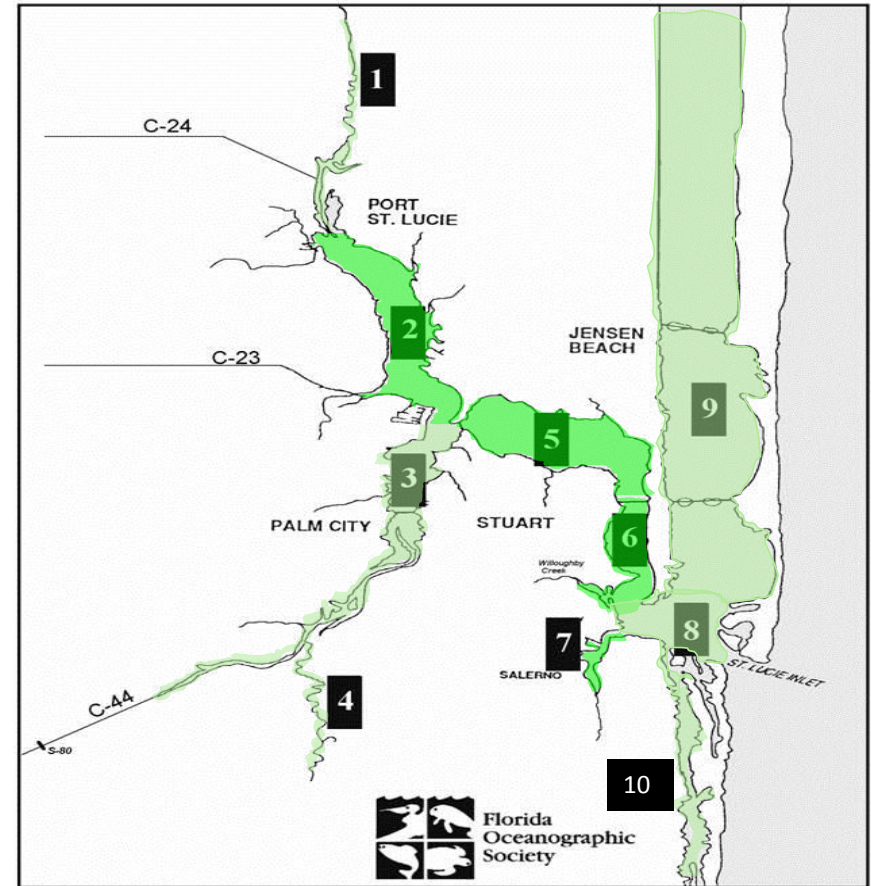 1
C-24
PORT
ST. LUCIE
2
JENSEN
BEACH
C-23
9
5
3
PALM CITY
STUART
6
Willoughby
Creek
7
8
SALERNO
ST. LUCIE INLET
4
C-44
S-80
10
Florida
Oceanographic
Society